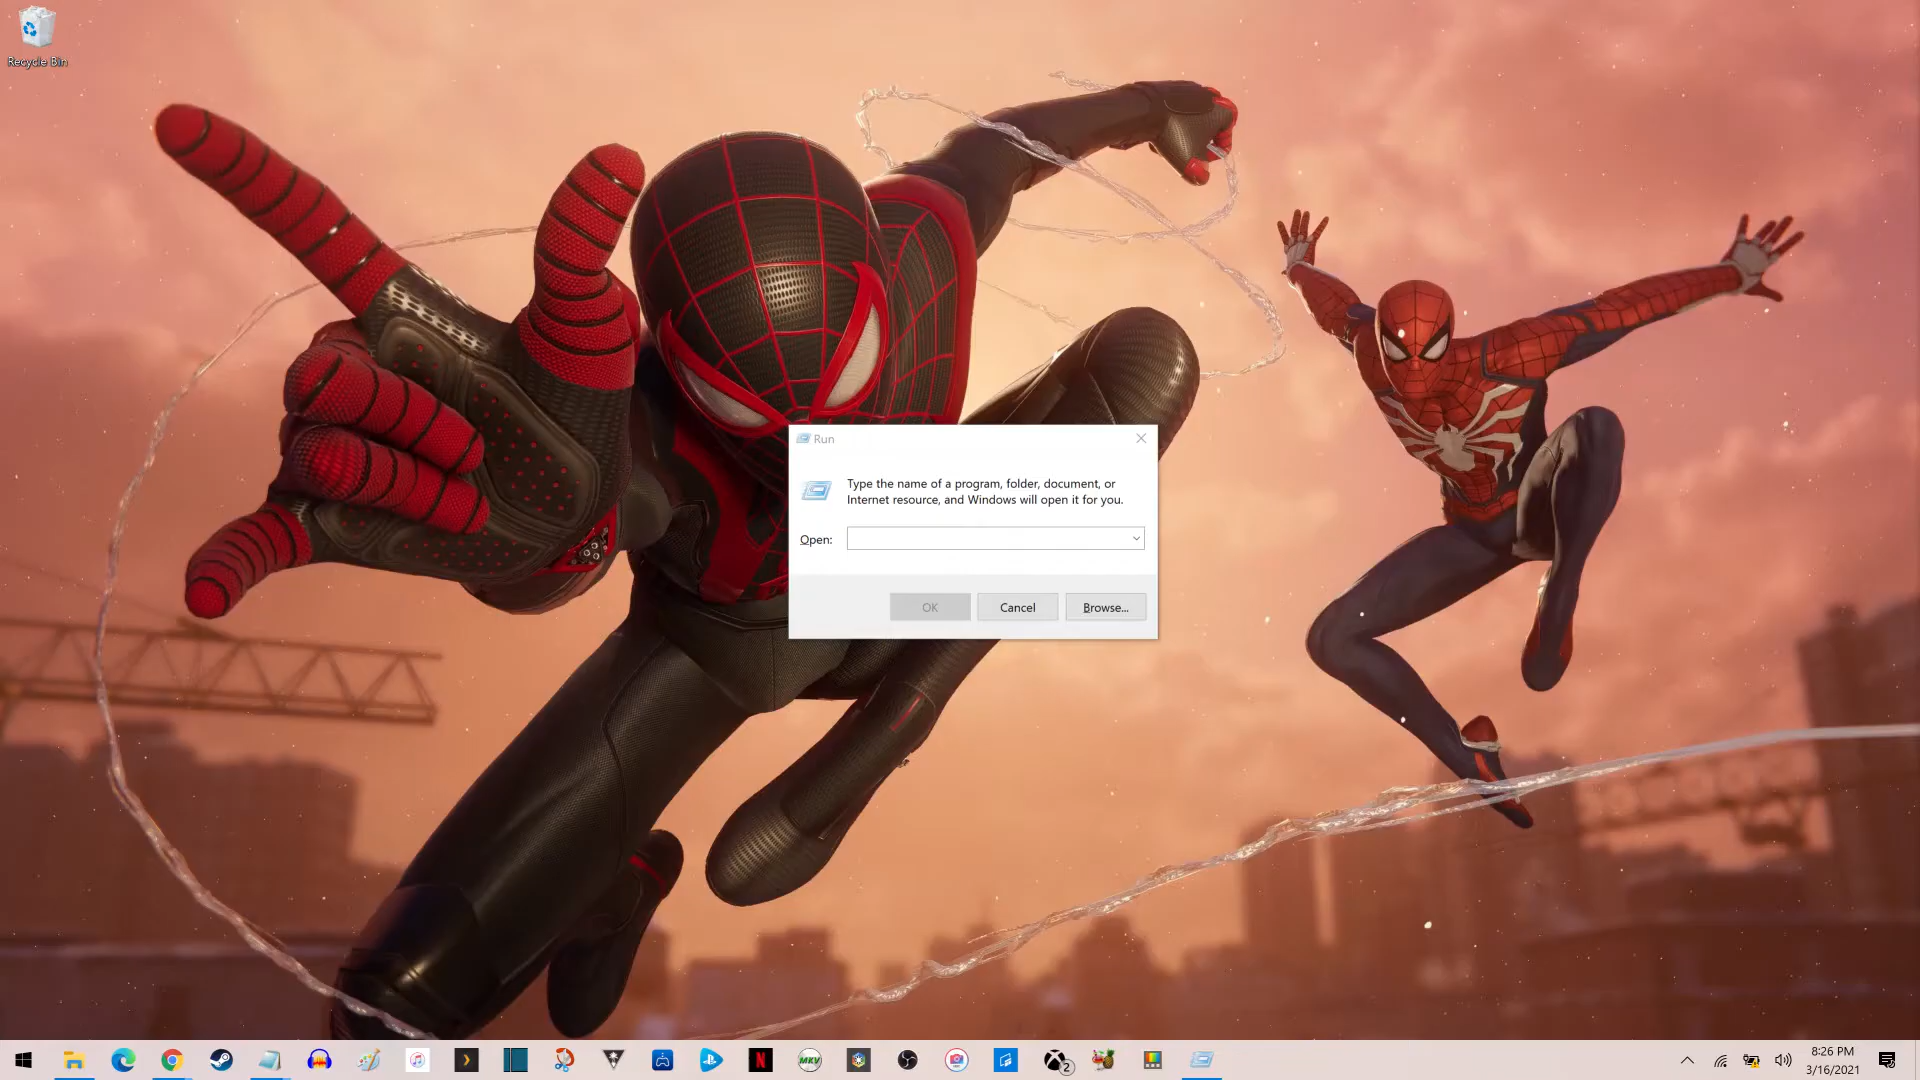 Recycle Bin
Run
Type the name of a program, folder, document, or
Internet resource, and Windows will open it for you.
Open:
OK
Cancel
Browse...
N
MKV
2
8:26 PM
3/16/2021